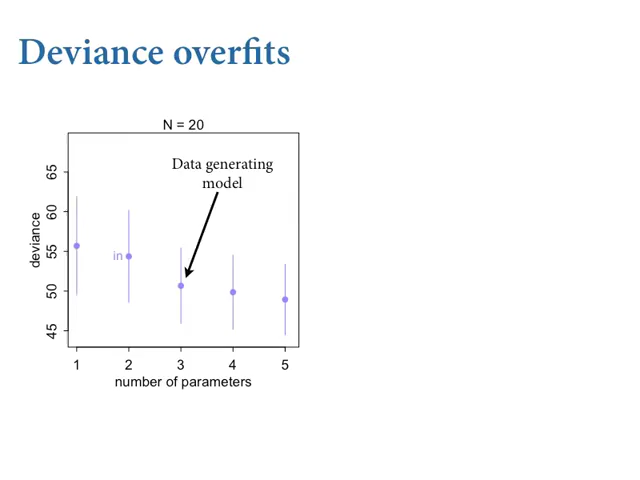 Deviance overfits
N = 20
Data generating
model
in
deviance
45 50 55 60 65
1 2 3 4 5
number of parameters